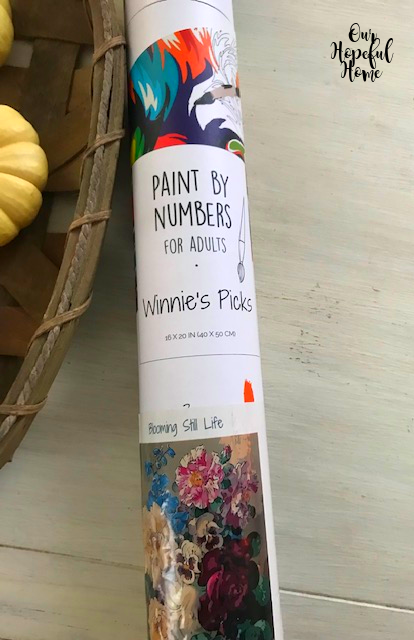 Our
Hopeful
Home
PAINT BY
NUMBERS
FOR ADULTS
Winnie's Picks
16 X 20 IN (40 X 50 CM)
Blooming Still Life